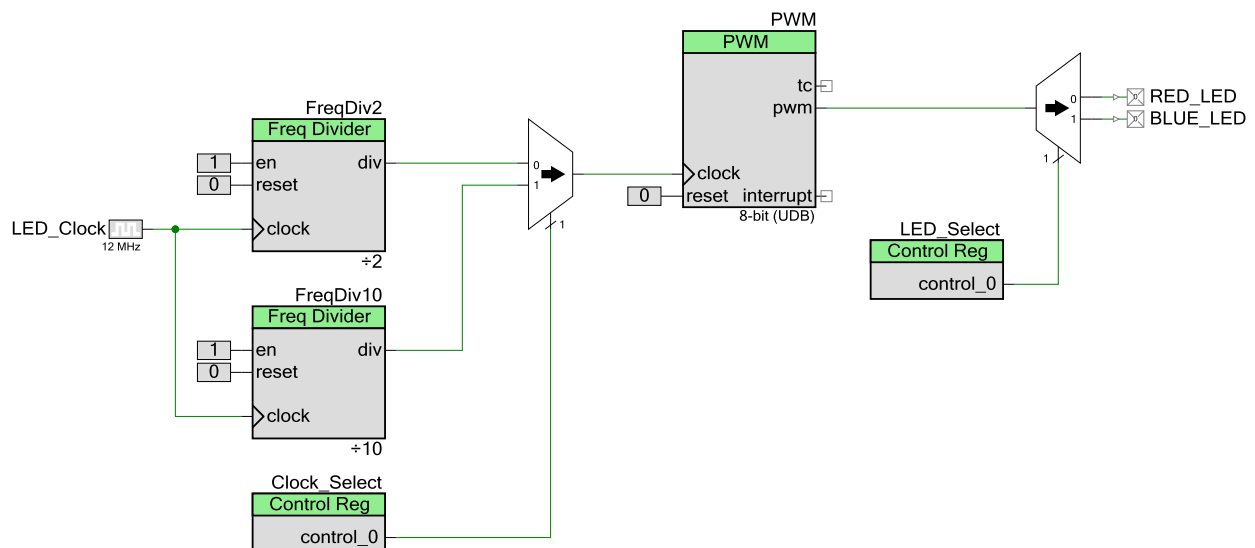 PWM
PWM
tc
pwm
clock
0
reset
interrupt
8-bit (UDB)
0
RED_LED
1
BLUE_LED
1
FreqDiv2
Freq Divider
1
en
div
0
reset
clock
÷2
LED_Clock
12 MHz
0
1
1
FreqDiv10
Freq Divider
1
en
div
0
reset
clock
÷10
LED_Select
Control Reg
control_0
Clock_Select
Control Reg
control_0